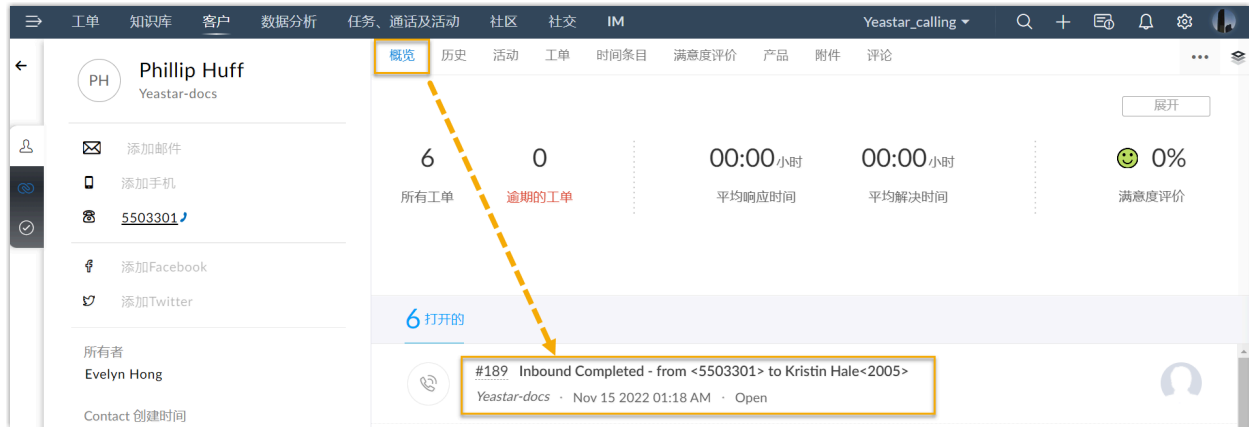 工单 知识库 客户 数据分析 任务、通话及活动 社区 社交 IM Yeastar_calling
概览 历史 活动 工单 时间条目 满意度评价 产品 附件 评论
PH
Phillip Huff
Yeastar-docs
展开
添加邮件
添加手机
5503301
添加Facebook
添加Twitter
所有者
Evelyn Hong
Contact 创建时间
6 0 00:00小时 00:00小时 0%
所有工单 逾期的工单 平均响应时间 平均解决时间 满意度评价
6 打开的
#189 Inbound Completed - from <5503301> to Kristin Hale<2005>
Yeastar-docs · Nov 15 2022 01:18 AM · Open